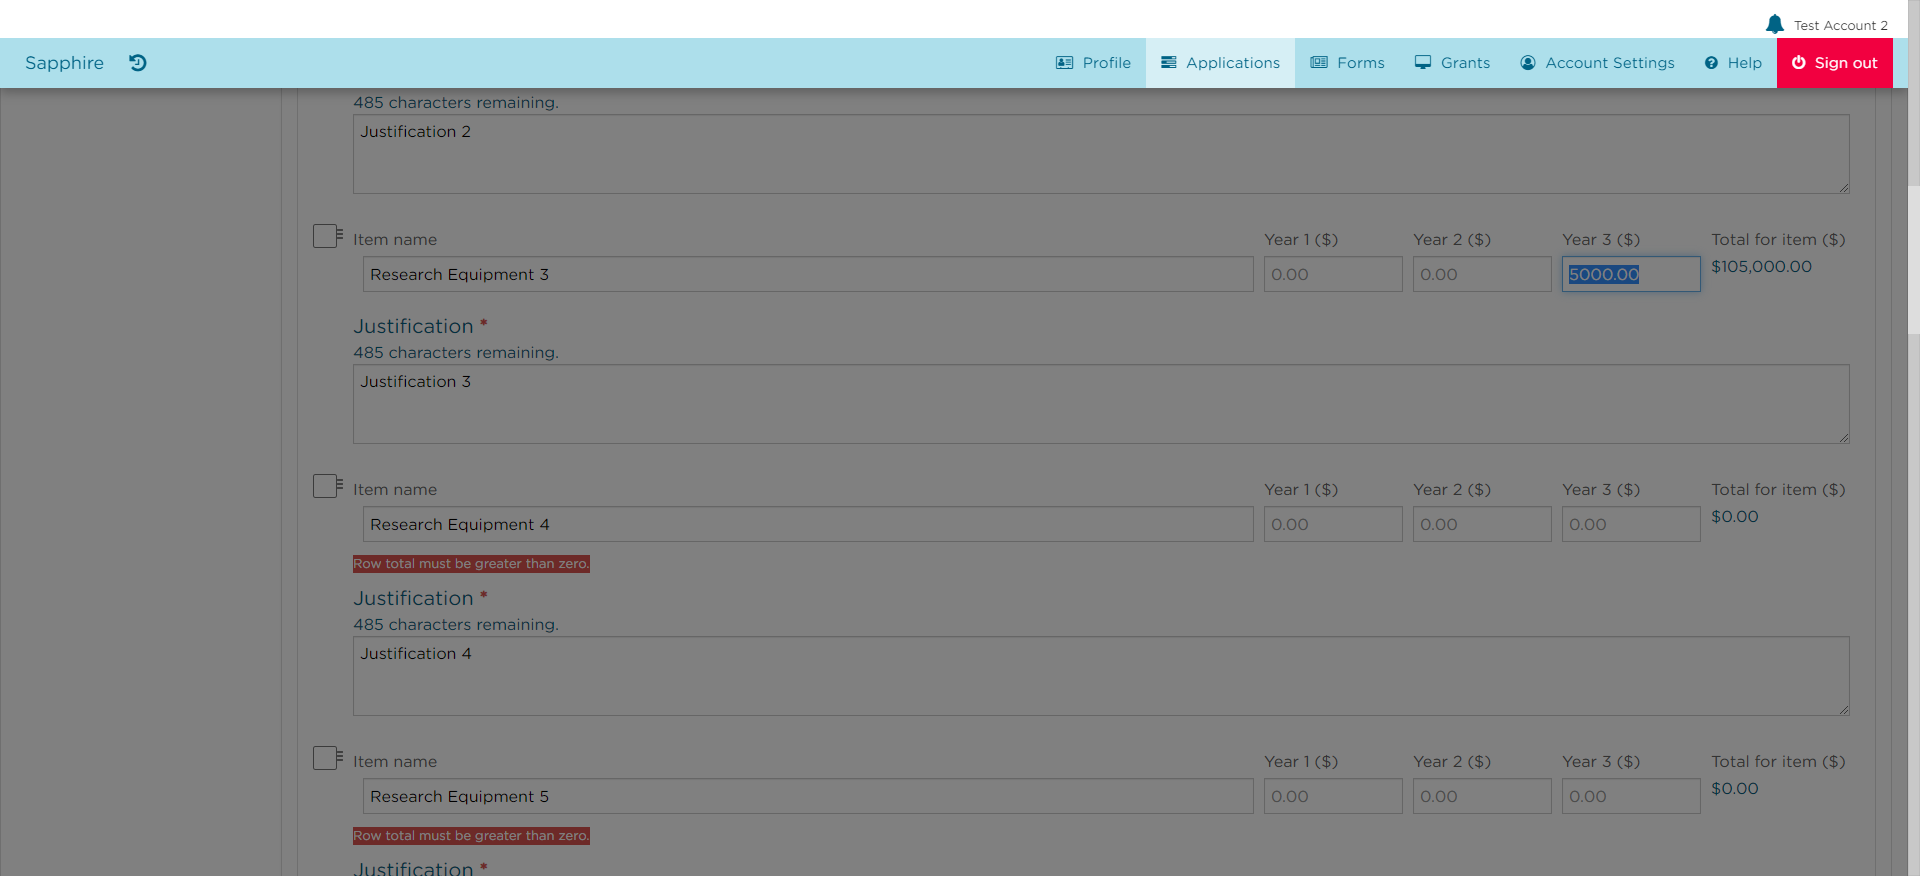 Test Account 2
Sapphire Profile Applications Forms Grants Account Settings Help Sign out
485 characters remaining.
Justification 2
Item name Year 1 ($) Year 2 ($) Year 3 ($) Total for item ($)
Research Equipment 3 0.00 0.00 5000.00 $105,000.00
Justification *
485 characters remaining.
Justification 3
Item name Year 1 ($) Year 2 ($) Year 3 ($) Total for item ($)
Research Equipment 4 0.00 0.00 0.00 $0.00
Row total must be greater than zero.
Justification *
485 characters remaining.
Justification 4
Item name Year 1 ($) Year 2 ($) Year 3 ($) Total for item ($)
Research Equipment 5 0.00 0.00 0.00 $0.00
Row total must be greater than zero.
Justification *